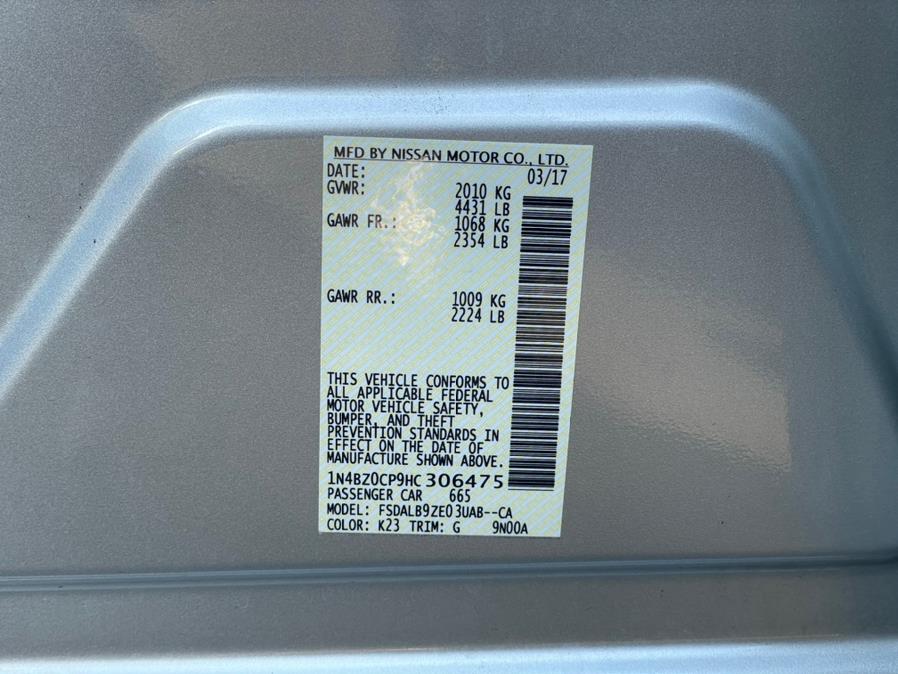 MFD BY NISSAN MOTOR CO., LTD.
DATE: 03/17
GVWR: 2010 KG
4431 LB
GAWR FR.: 1068 KG
2354 LB
GAWR RR.: 1009 KG
2224 LB
THIS VEHICLE CONFORMS TO
ALL APPLICABLE FEDERAL
MOTOR VEHICLE SAFETY,
BUMPER, AND THEFT
PREVENTION STANDARDS IN
EFFECT ON THE DATE OF
MANUFACTURE SHOWN ABOVE.
1N4BZ0CP9HC306475
PASSENGER CAR 665
MODEL: FSDALB9ZE03UAB--CA
COLOR: K23 TRIM: G 9N00A